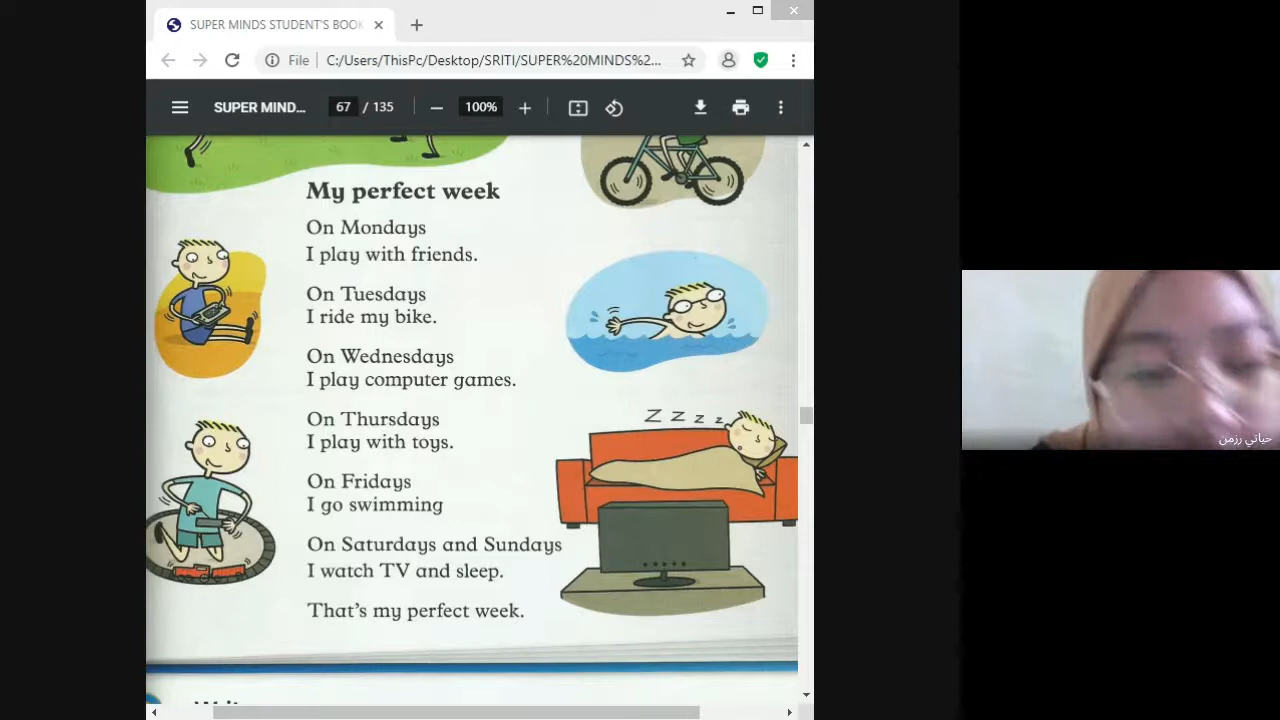 SUPER MINDS STUDENT'S BOOK
File C:/Users/ThisPc/Desktop/SRITI/SUPER%20MINDS%2...
SUPER MIND... 67 / 135 100%
My perfect week
On Mondays
I play with friends.
On Tuesdays
I ride my bike.
On Wednesdays
I play computer games.
On Thursdays
I play with toys.
On Fridays
I go swimming
On Saturdays and Sundays
I watch TV and sleep.
That's my perfect week.
Z Z Z z
حياتي رزمن